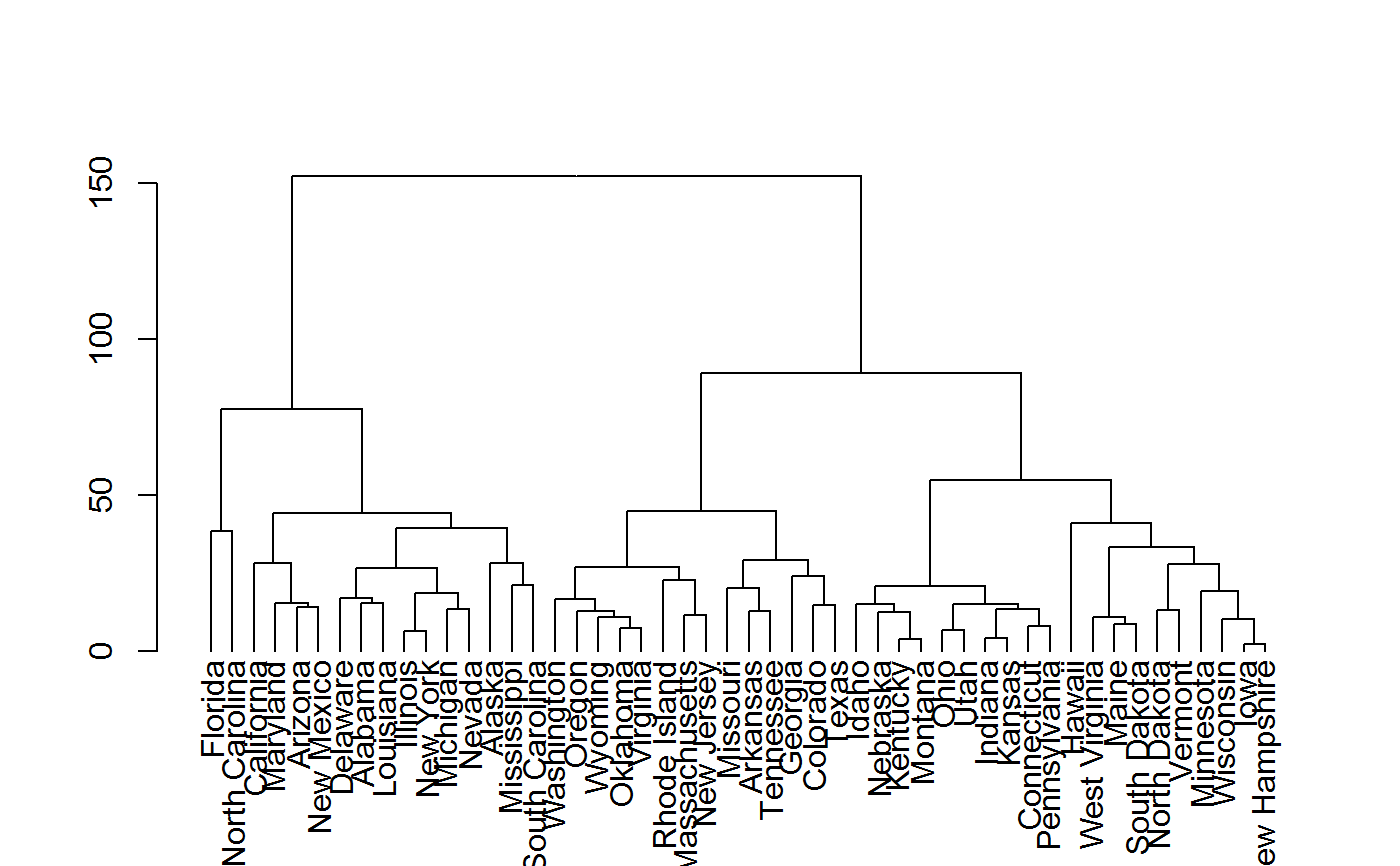 150
100
50
0
Florida
North Carolina
California
Maryland
Arizona
New Mexico
Delaware
Alabama
Louisiana
Illinois
New York
Michigan
Nevada
Alaska
Mississippi
South Carolina
Washington
Oregon
Wyoming
Oklahoma
Virginia
Rhode Island
Massachusetts
New Jersey
Missouri
Arkansas
Tennessee
Georgia
Colorado
Texas
Idaho
Nebraska
Kentucky
Montana
Ohio
Utah
Indiana
Kansas
Connecticut
Pennsylvania
Hawaii
West Virginia
Maine
South Dakota
North Dakota
Vermont
Minnesota
Wisconsin
Iowa
ew Hampshire